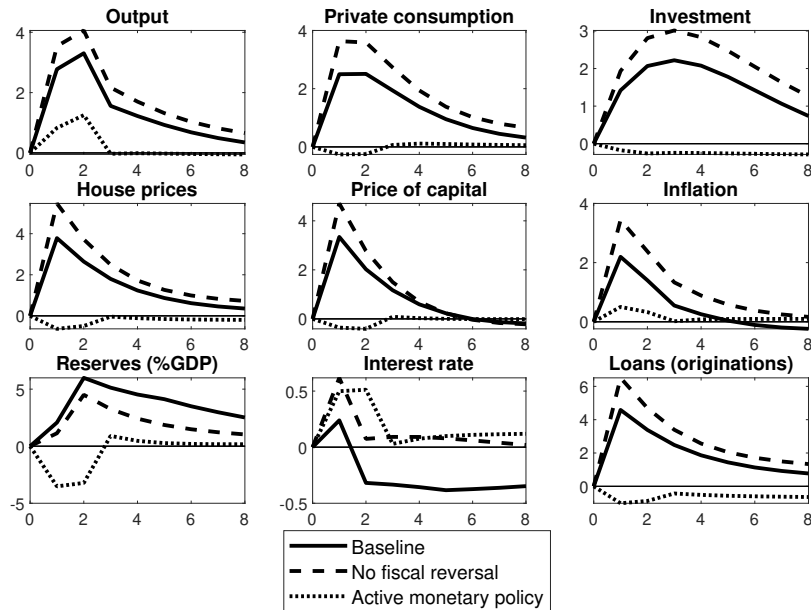 Output Private consumption Investment
4
2
0
0 2 4 6 8
4
2
0
0 2 4 6 8
3
2
1
0
0 2 4 6 8
House prices Price of capital Inflation
4
2
0
0 2 4 6 8
4
2
0
0 2 4 6 8
4
2
0
0 2 4 6 8
Reserves (%GDP) Interest rate Loans (originations)
5
0
-5
0 2 4 6 8
0.5
0
-0.5
0 2 4 6 8
6
4
2
0
0 2 4 6 8
Baseline
No fiscal reversal
Active monetary policy